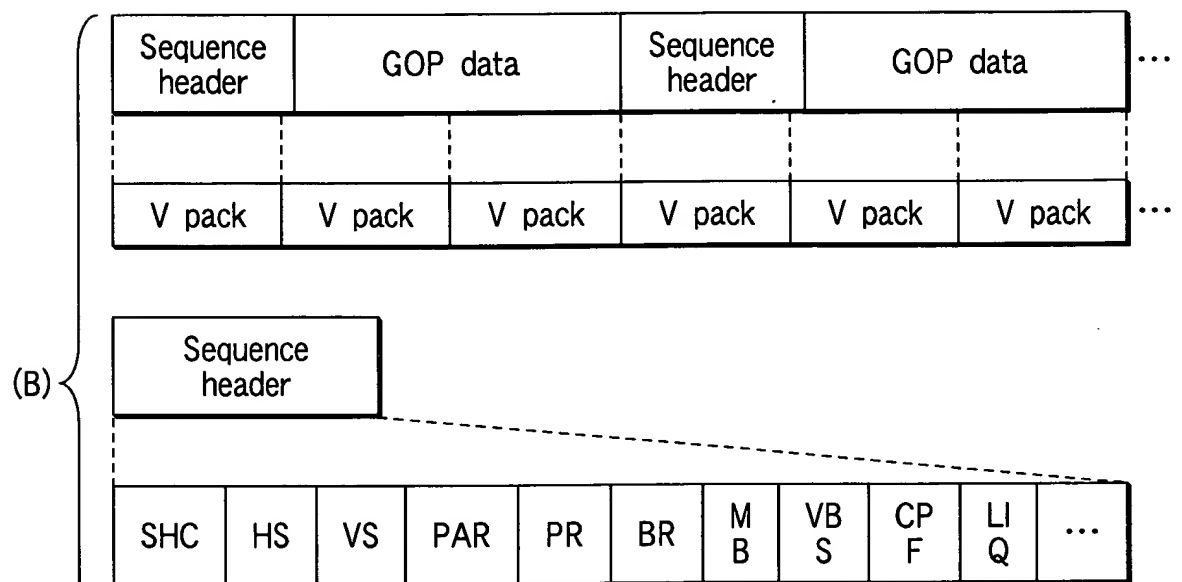 Sequence header GOP data Sequence header GOP data ...
V pack V pack V pack V pack V pack V pack ...
(B)
Sequence
header
SHC HS VS PAR PR BR M B VB S CP F LI Q ...